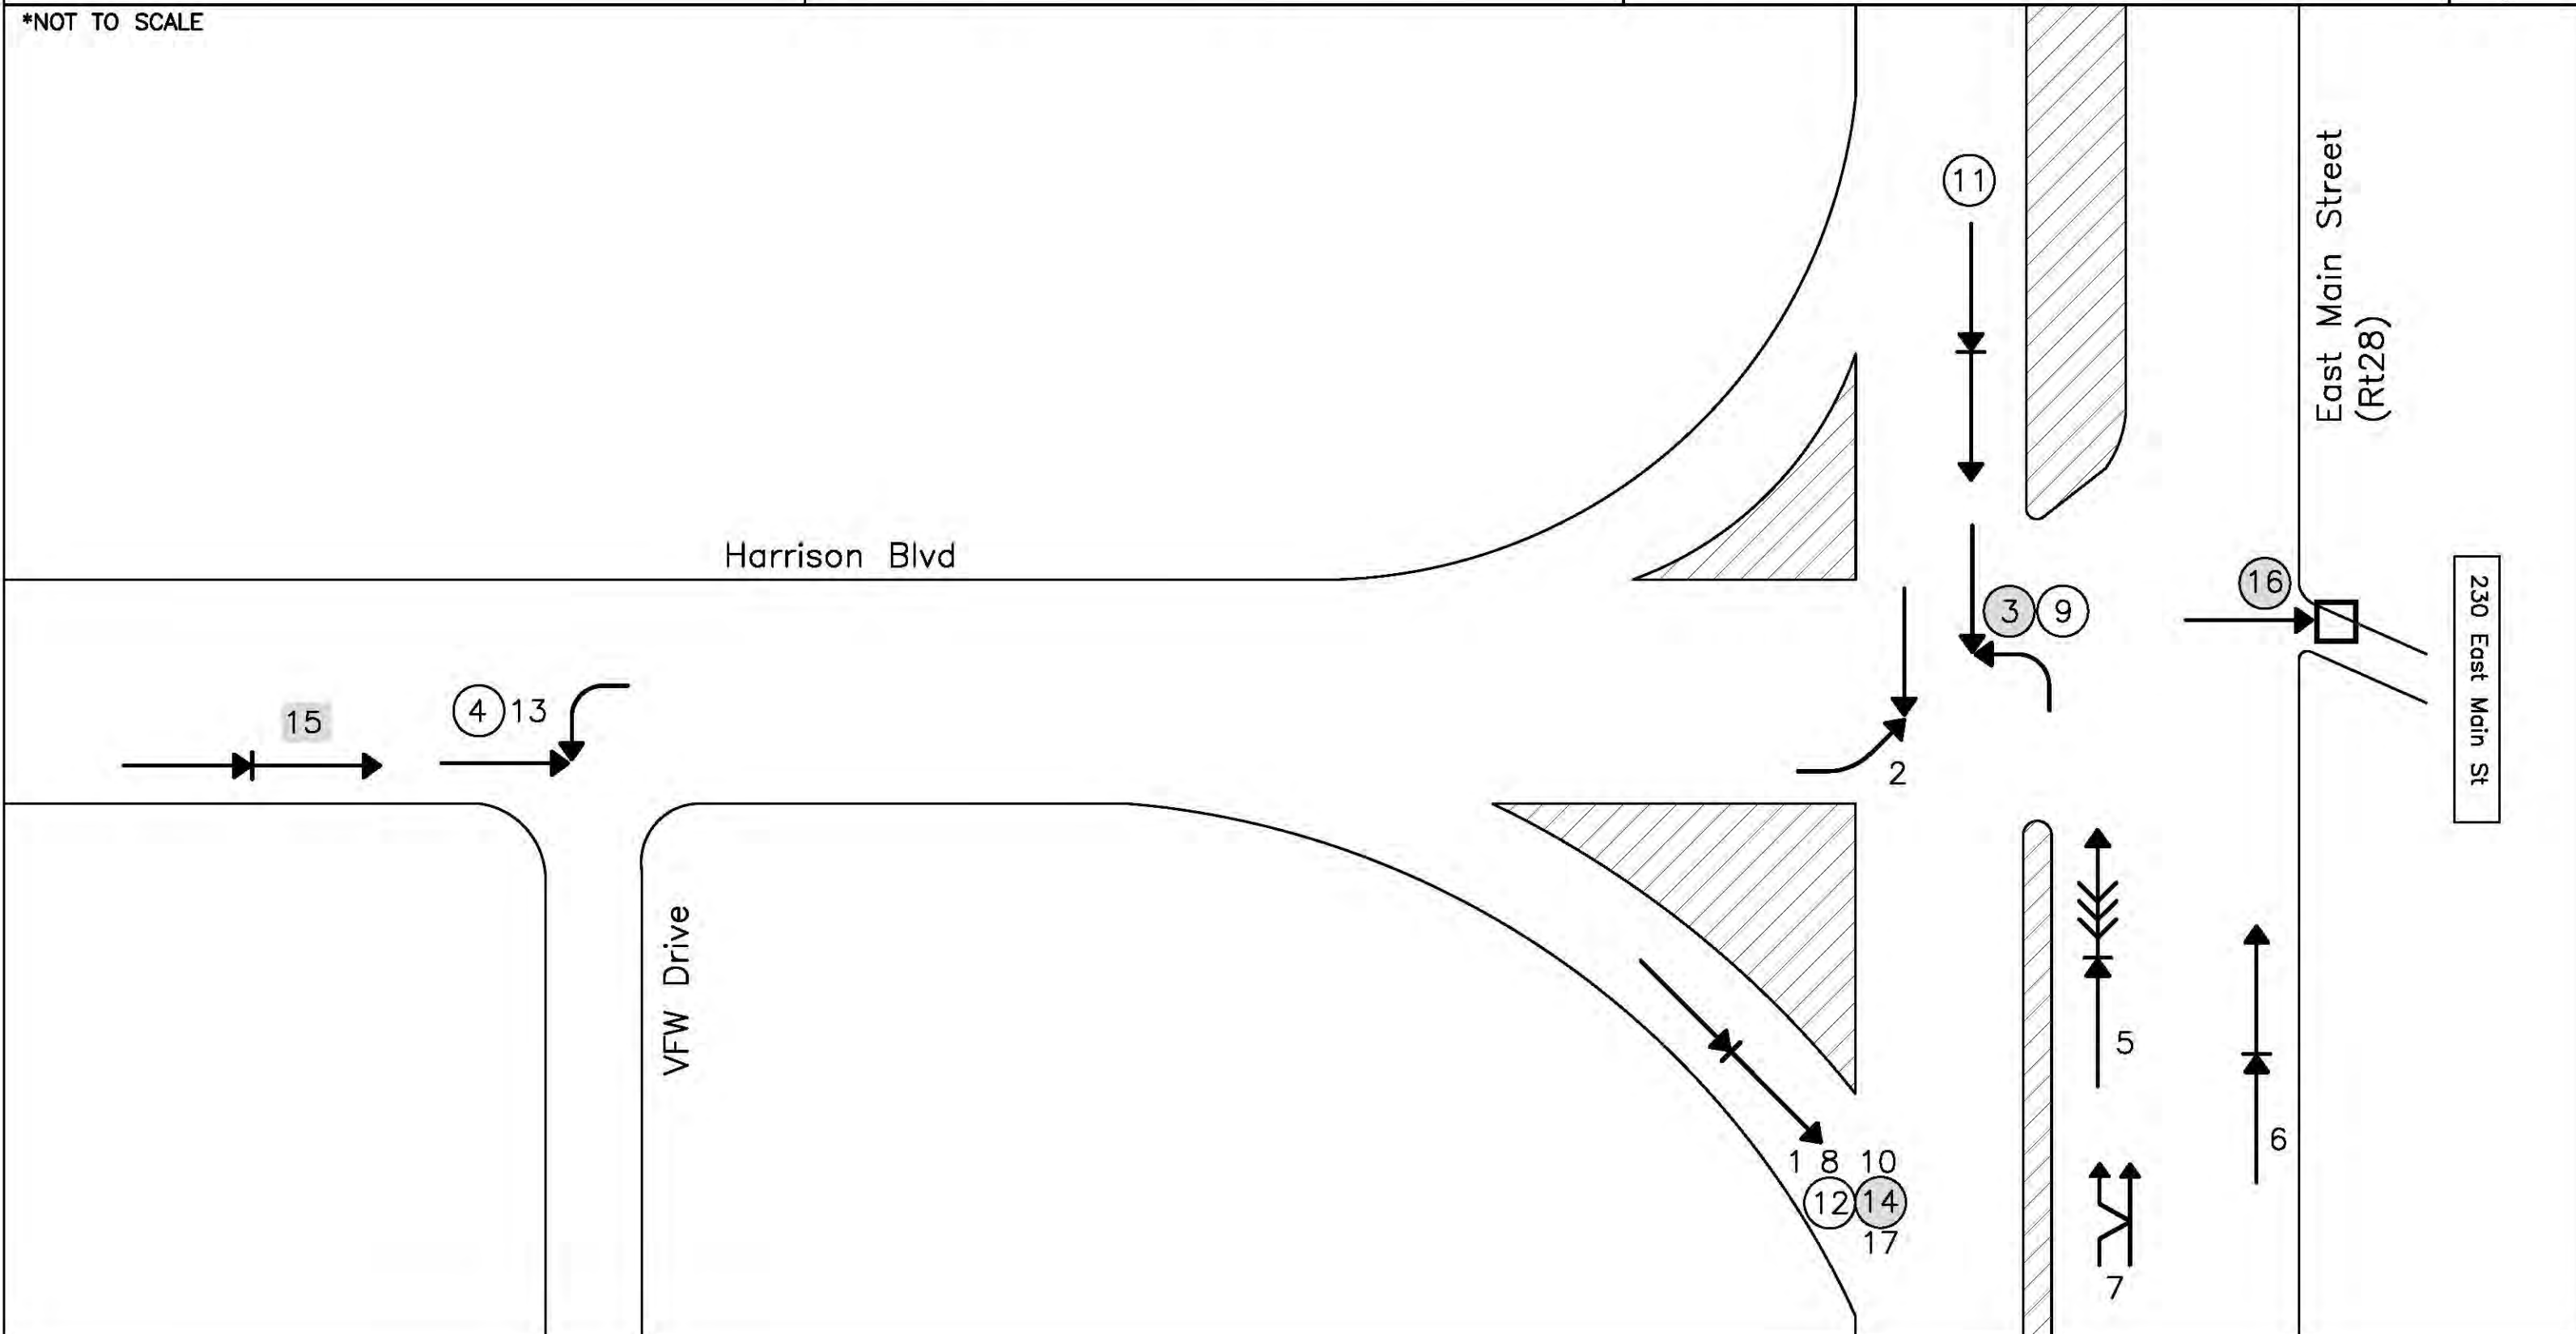 *NOT TO SCALE
11
East Main Street
(Rt28)
Harrison Blvd
16
3 9
230 East Main St
15
4 13
2
VFW Drive
5
6
1 8 10
12 14
17
7